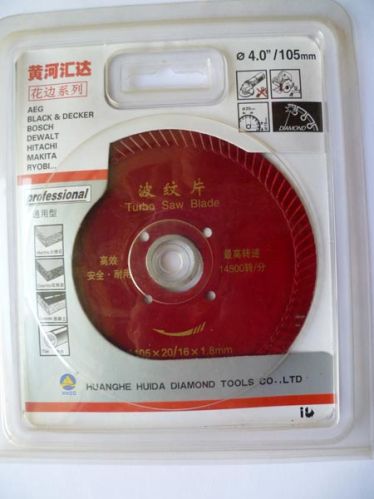 黄河汇达
花边系列
AEG
BLACK & DECKER
BOSCH
DEWALT
HITACHI
MAKITA
RYOBI...
ø 4.0"/105mm
DIAMOND
professional
通用型
波纹片
Turbo Saw Blade
高效
安全·耐用
最高转速
14500转/分
105×20/16×1.8mm
HUANGHE HUIDA DIAMOND TOOLS CO.,LTD
16